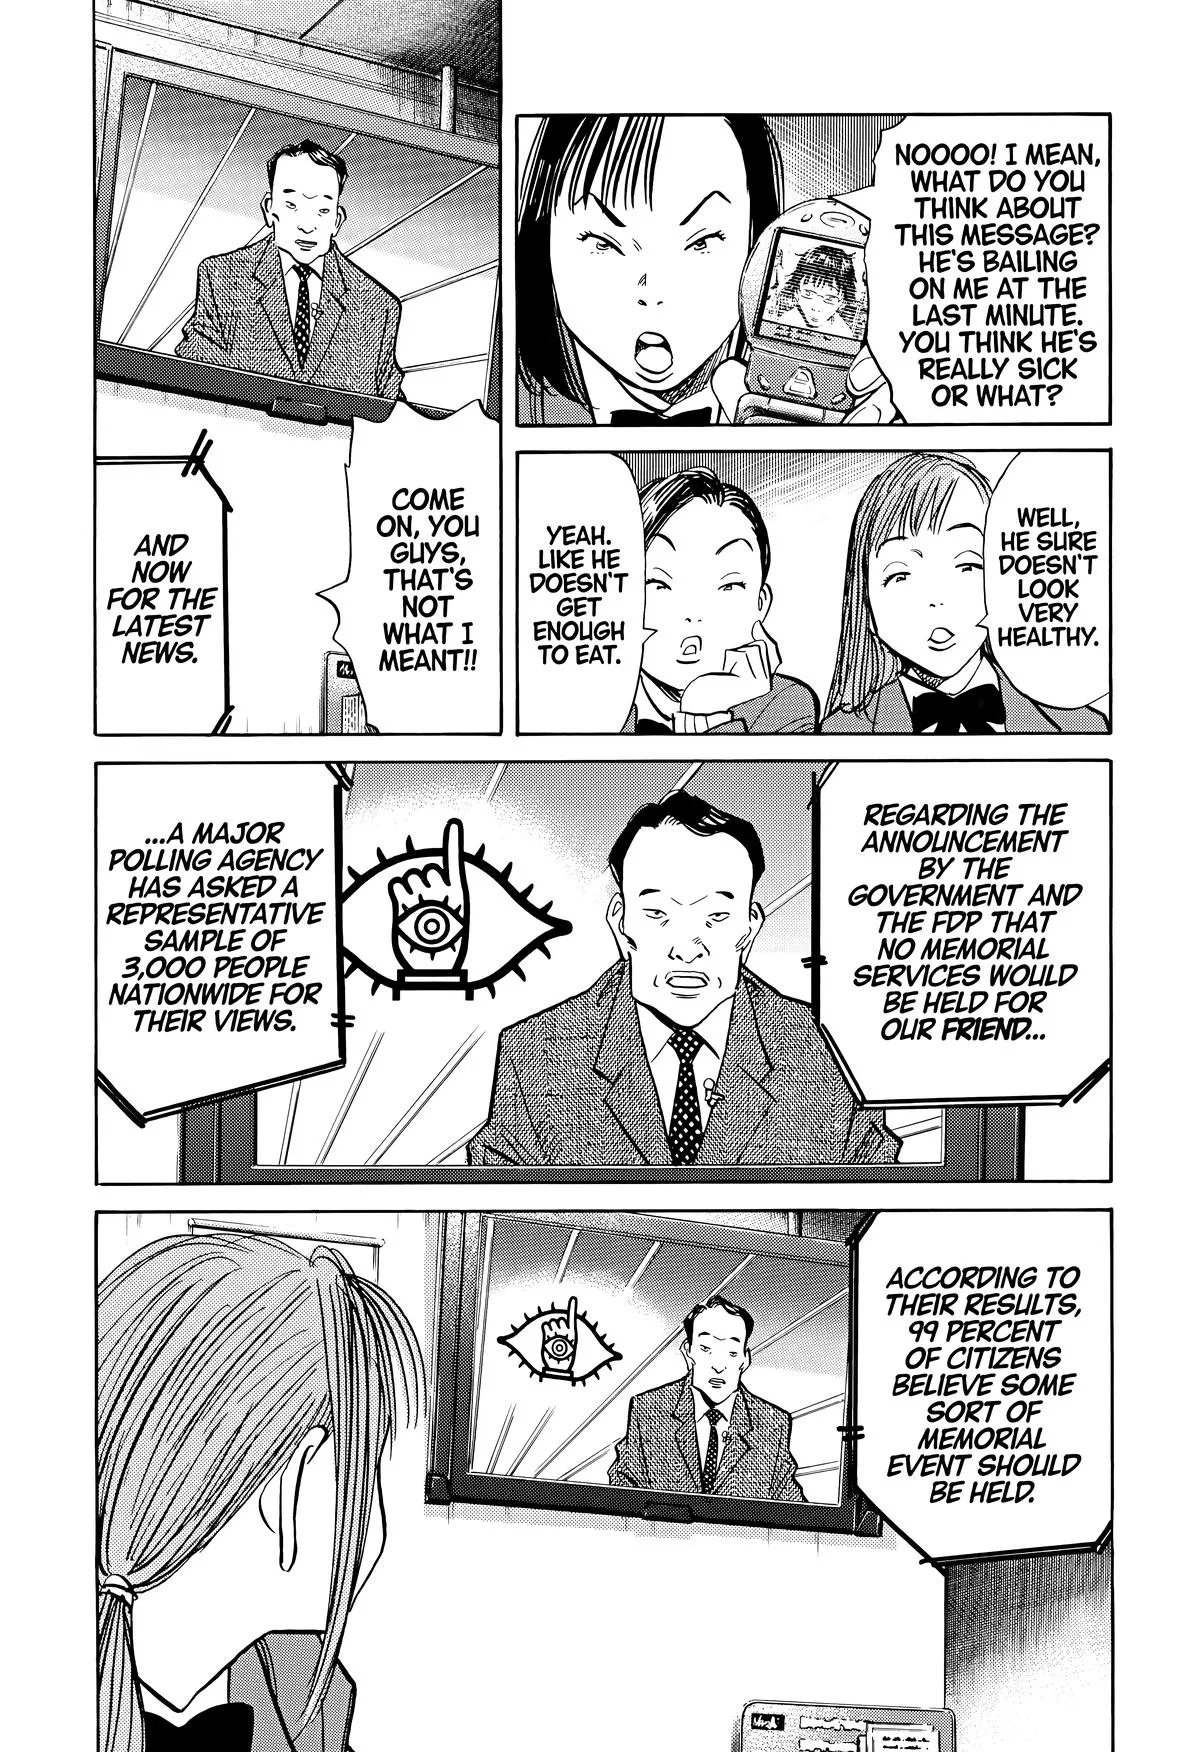 NOOOO! I MEAN,
WHAT DO YOU
THINK ABOUT
THIS MESSAGE?
HE'S BAILING
ON ME AT THE
LAST MINUTE.
YOU THINK HE'S
REALLY SICK
OR WHAT?
WELL,
HE SURE
DOESN'T
LOOK
VERY
HEALTHY.
YEAH.
LIKE HE
DOESN'T
GET
ENOUGH
TO EAT.
COME
ON, YOU
GUYS,
THAT'S
NOT
WHAT I
MEANT!!
AND
NOW
FOR THE
LATEST
NEWS.
REGARDING THE
ANNOUNCEMENT
BY THE
GOVERNMENT AND
THE FDP THAT
NO MEMORIAL
SERVICES WOULD
BE HELD FOR
OUR FRIEND...
...A MAJOR
POLLING AGENCY
HAS ASKED A
REPRESENTATIVE
SAMPLE OF
3,000 PEOPLE
NATIONWIDE FOR
THEIR VIEWS.
ACCORDING TO
THEIR RESULTS,
99 PERCENT
OF CITIZENS
BELIEVE SOME
SORT OF
MEMORIAL
EVENT SHOULD
BE HELD.